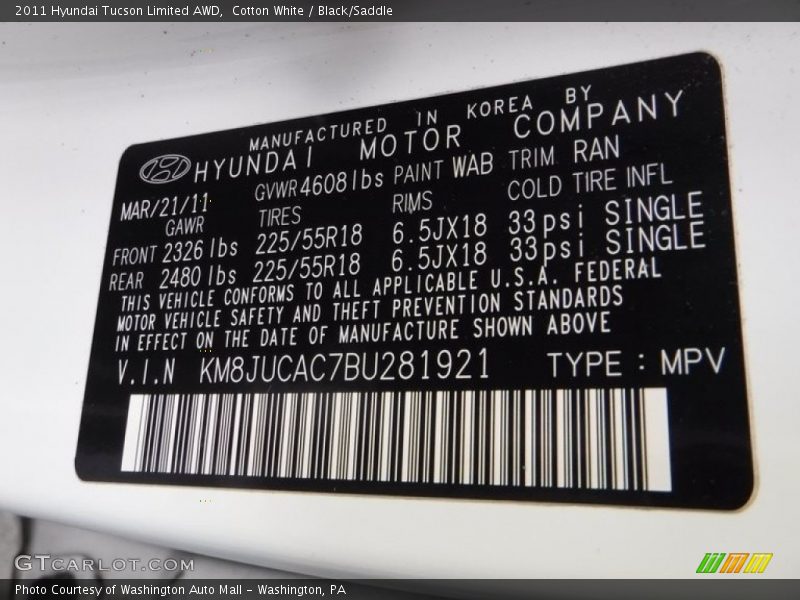 2011 Hyundai Tucson Limited AWD, Cotton White / Black/Saddle
MANUFACTURED IN KOREA BY
HYUNDAI MOTOR COMPANY
MAR/21/11 GVWR 4608 lbs PAINT WAB TRIM RAN
GAWR TIRES RIMS COLD TIRE INFL
FRONT 2326 lbs 225/55R18 6.5JX18 33psi SINGLE
REAR 2480 lbs 225/55R18 6.5JX18 33psi SINGLE
THIS VEHICLE CONFORMS TO ALL APPLICABLE U.S.A. FEDERAL
MOTOR VEHICLE SAFETY AND THEFT PREVENTION STANDARDS
IN EFFECT ON THE DATE OF MANUFACTURE SHOWN ABOVE
V.I.N KM8JUCAC7BU281921 TYPE : MPV
GTCARLOT.COM
Photo Courtesy of Washington Auto Mall - Washington, PA